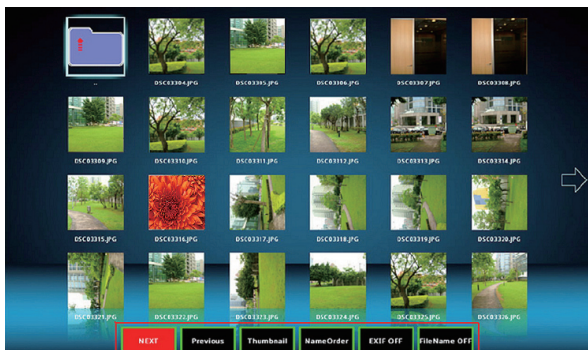 .. DSC03304.JPG DSC03305.JPG DSC03306.JPG DSC03307.JPG DSC03308.JPG
DSC03309.JPG DSC03310.JPG DSC03311.JPG DSC03312.JPG DSC03313.JPG DSC03314.JPG
DSC03315.JPG DSC03316.JPG DSC03317.JPG DSC03318.JPG DSC03319.JPG DSC03320.JPG
DSC03321.JPG DSC03322.JPG DSC03323.JPG DSC03324.JPG DSC03325.JPG DSC03326.JPG
NEXT Previous Thumbnail NameOrder EXIF OFF FileName OFF